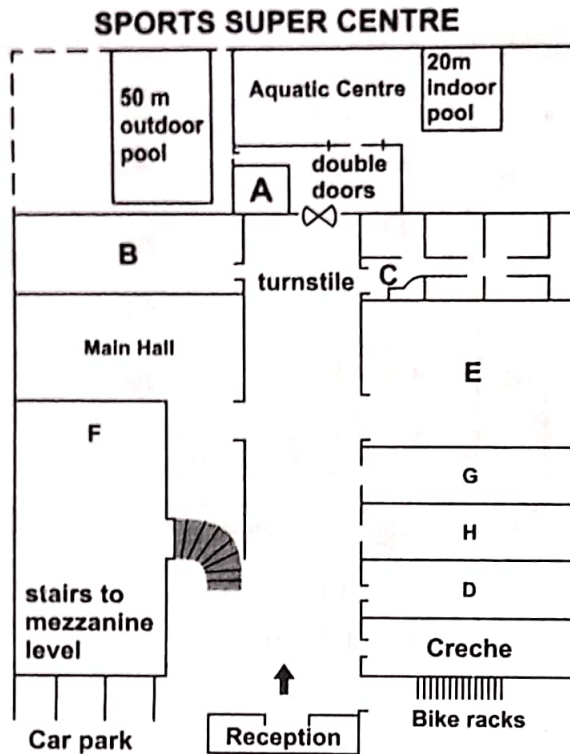 SPORTS SUPER CENTRE
50 m
outdoor
pool
Aquatic Centre
20m
Indoor
pool
A
double
doors
B
turnstile
C
Main Hall
E
F
G
H
D
stairs to
mezzanine
level
Creche
Car park
Reception
Bike racks